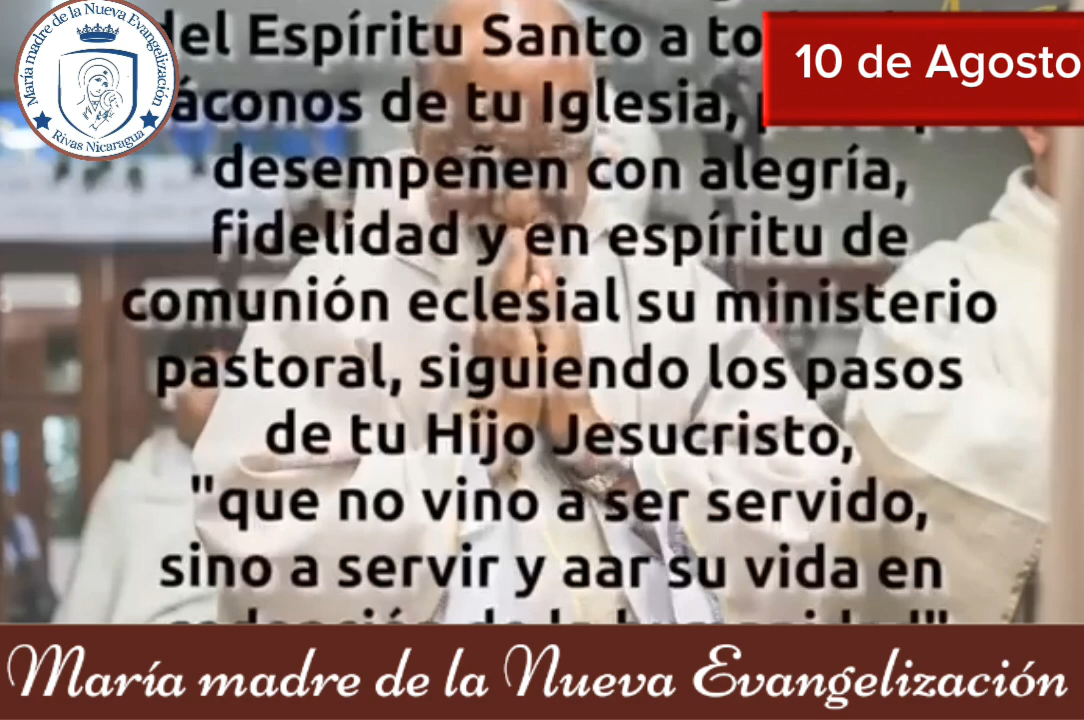 María madre de la Nueva Evangelización
Rivas Nicaragua
10 de Agosto
del Espíritu Santo a
de tu Iglesia,
desempeñen con alegría,
fidelidad y en espíritu de
comunión eclesial su ministerio
pastoral, siguiendo los pasos
de tu Hijo Jesucristo,
"que no vino a ser servido,
sino a servir y aar su vida en
María madre de la Nueva Evangelización